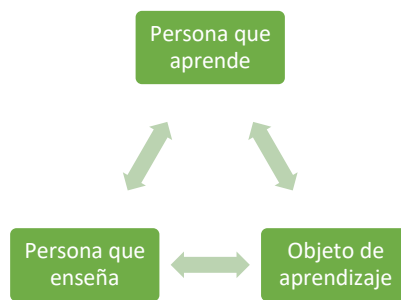 Persona que
aprende
Persona que
enseña
Objeto de
aprendizaje